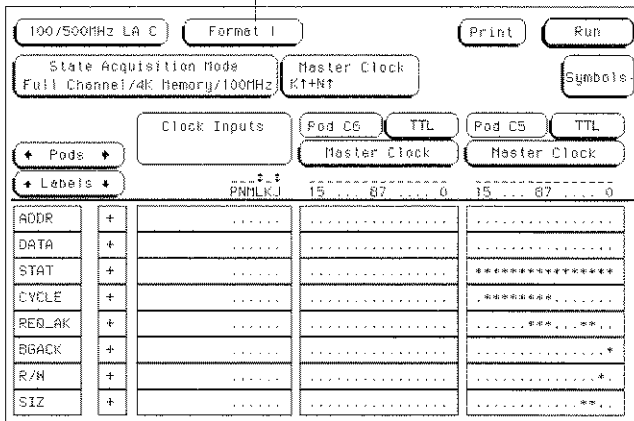 100/500MHz LA C Format 1 Print Run
State Acquisition Mode
Full Channel/4K Memory/100MHz
Master Clock
K↑+N↑
Symbols
Clock Inputs
Pod C6 TTL
Master Clock
Pod C5 TTL
Master Clock
← Pods →
← Labels →
PNMLKJ
15 ... 87 .... 0
15 ... 87 .... 0
ADDR + ...... ................ ................
DATA + ...... ................ ................
STAT + ...... ................ ****************
CYCLE + ...... ................ .********.......
REQ_AK + ...... ................ ......***...**..
BGACK + ...... ................ ...............*
R/W + ...... ................ ..............*.
SIZ + ...... ................ ............**..